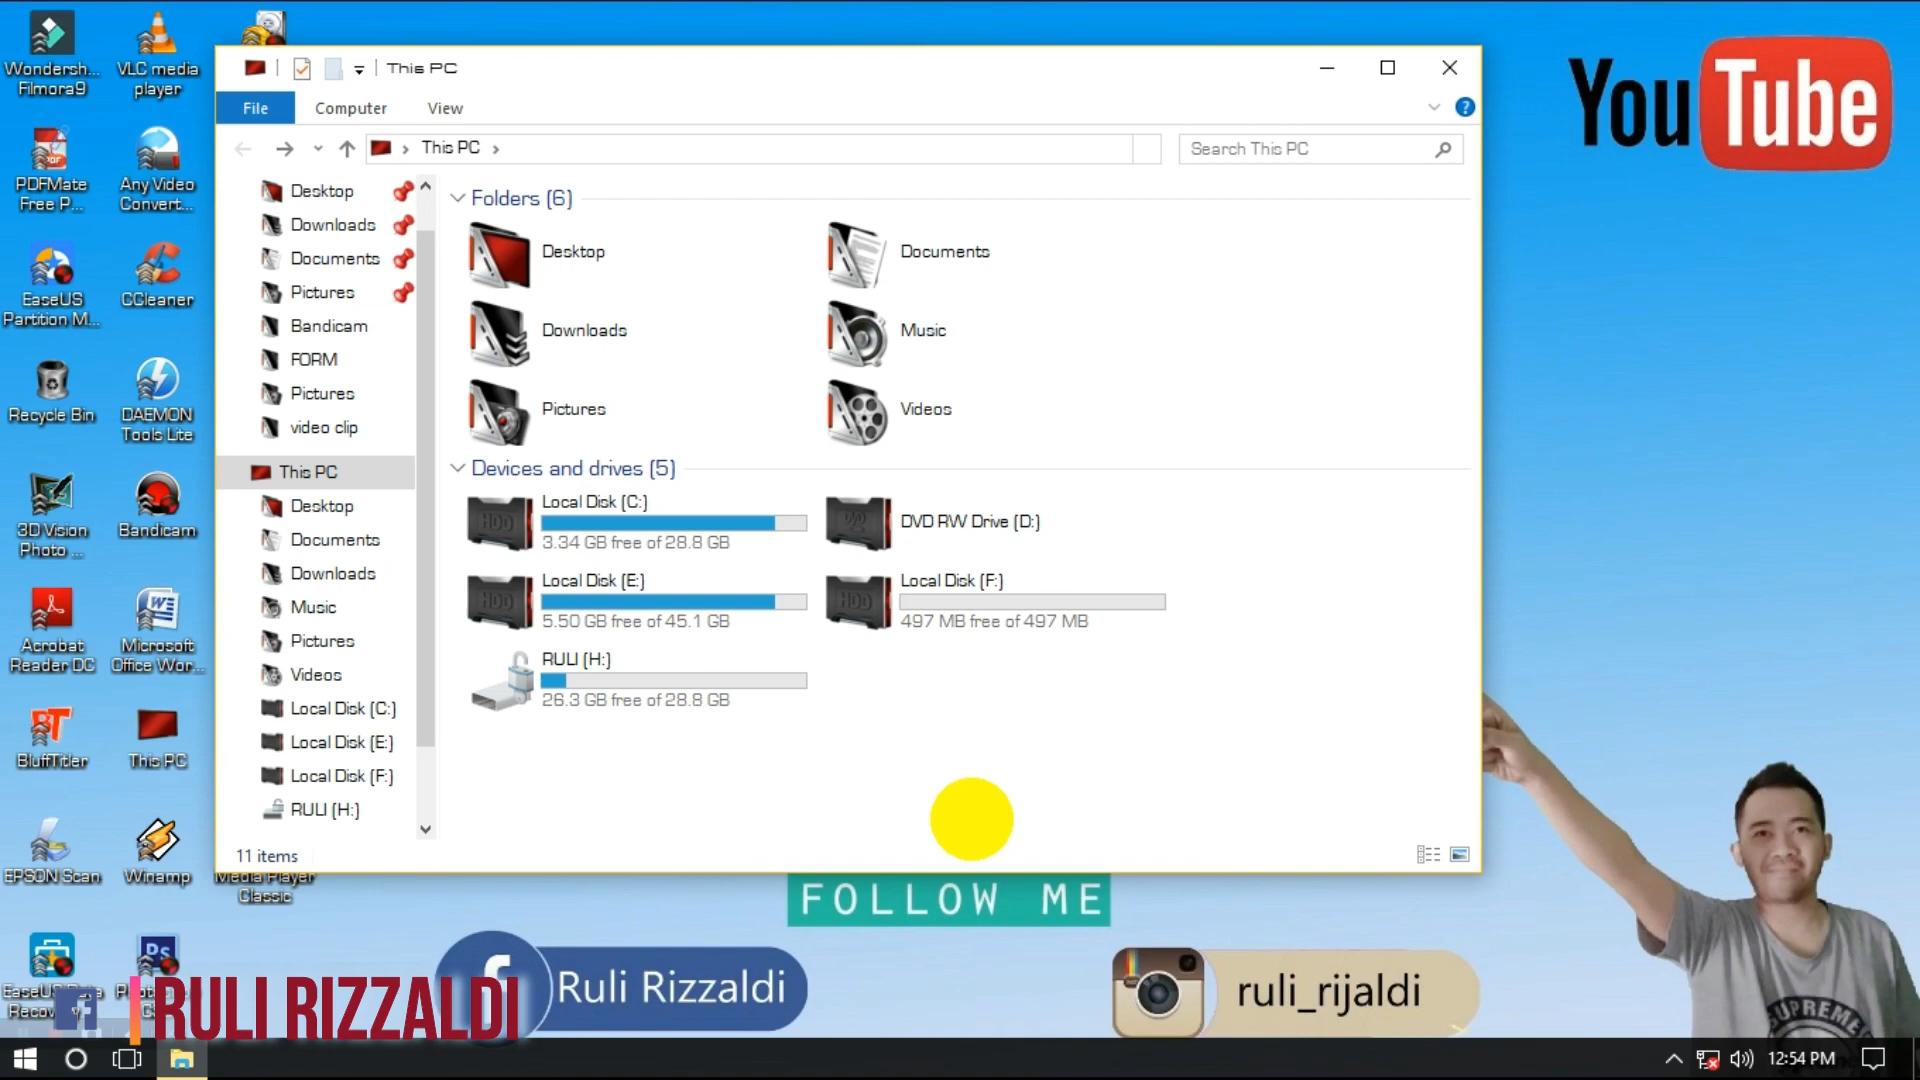 Wondersh...
Filmora9
VLC media
player
PDFMate
Free P...
Any Video
Convert...
EaseUS
Partition M...
CCleaner
Recycle Bin
DAEMON
Tools Lite
3D Vision
Photo ...
Bandicam
Acrobat
Reader DC
Microsoft
Office Wor...
BluffTitler
This PC
EPSON Scan
Winamp
Media Player
Classic
This PC
File
Computer
View
This PC
Search This PC
Desktop
Downloads
Documents
Pictures
Bandicam
FORM
Pictures
video clip
This PC
Desktop
Documents
Downloads
Music
Pictures
Videos
Local Disk (C:)
Local Disk (E:)
Local Disk (F:)
RULI (H:)
Folders (6)
Desktop
Documents
Downloads
Music
Pictures
Videos
Devices and drives (5)
Local Disk (C:)
3.34 GB free of 28.8 GB
DVD RW Drive (D:)
Local Disk (E:)
5.50 GB free of 45.1 GB
Local Disk (F:)
497 MB free of 497 MB
RULI (H:)
26.3 GB free of 28.8 GB
11 items
YouTube
FOLLOW ME
Ruli Rizzaldi
ruli_rijaldi
SUPREME
Ps
EaseUS
RULI RIZZALDI
12:54 PM